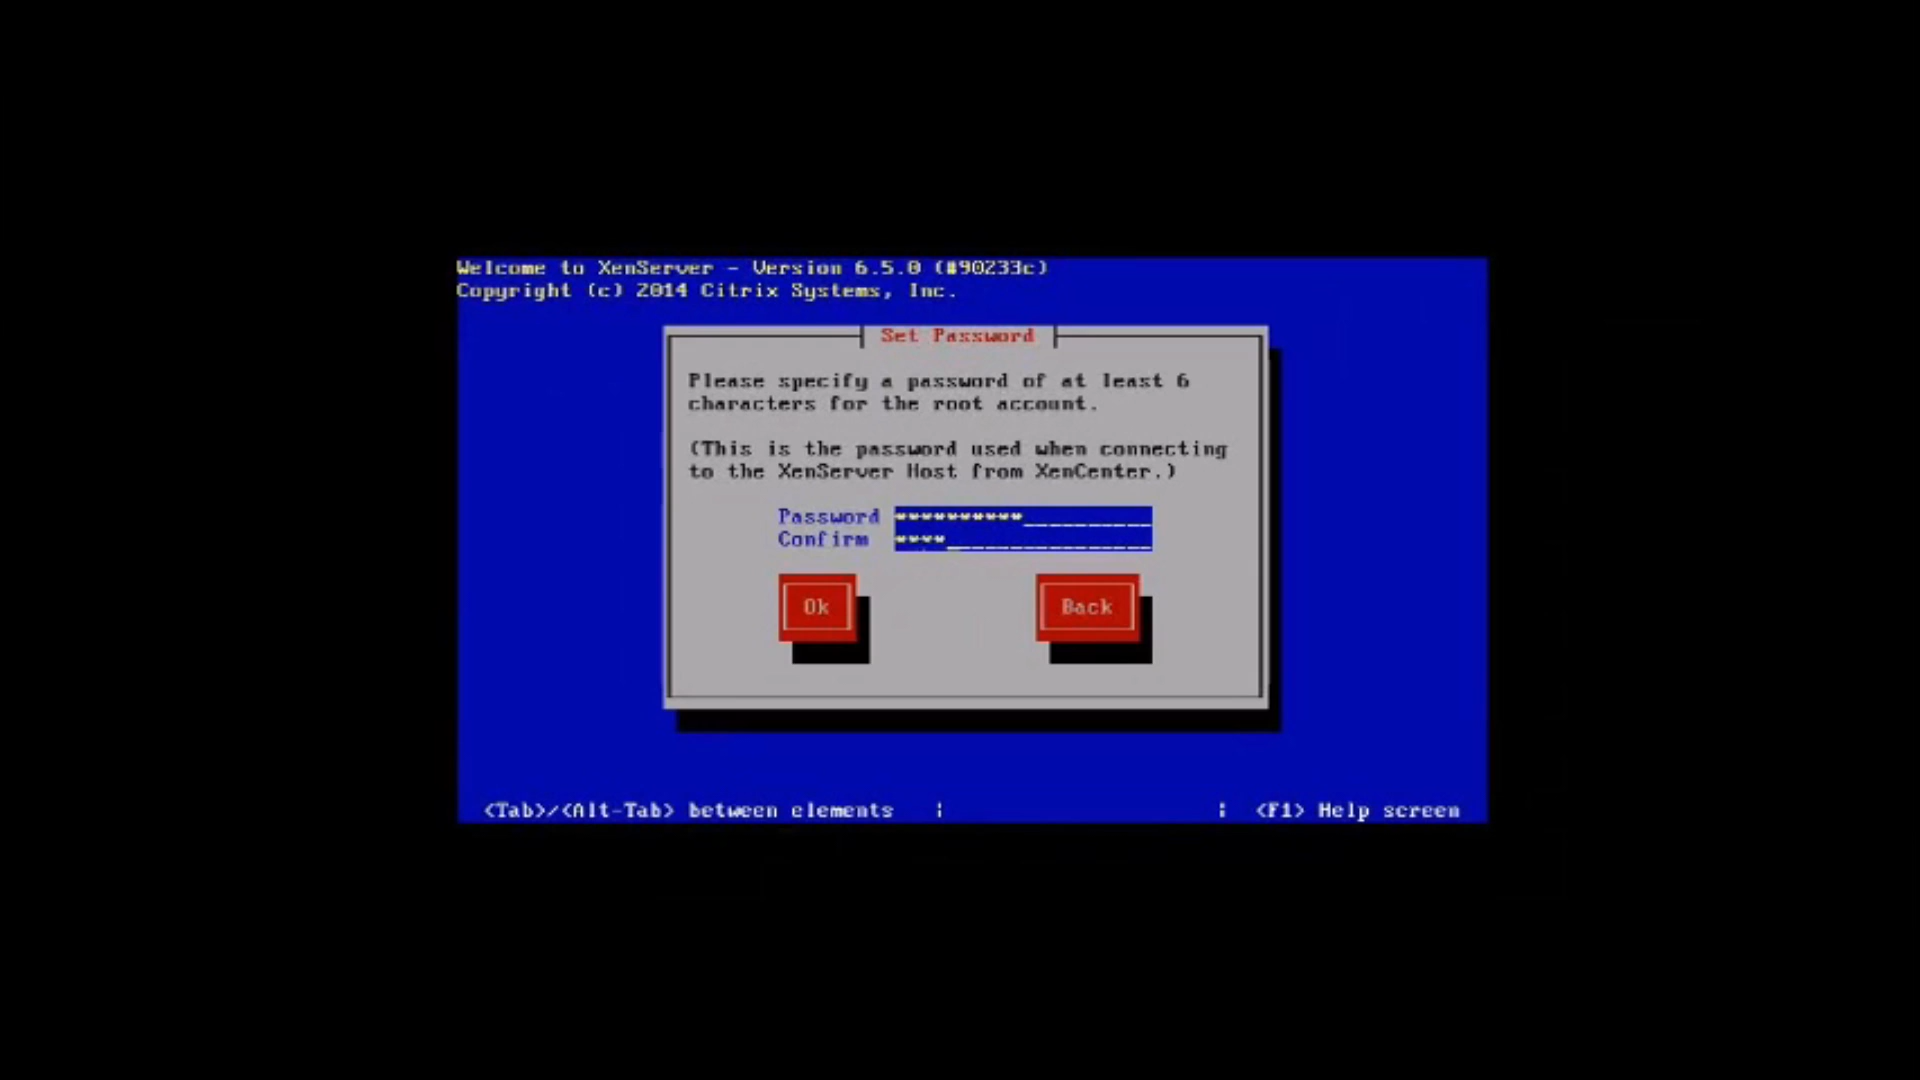 Welcome to XenServer - Version 6.5.0 (#90233c)
Copyright (c) 2014 Citrix Systems, Inc.
Set Password
Please specify a password of at least 6
characters for the root account.
(This is the password used when connecting
to the XenServer Host from XenCenter.)
Password **********__________
Confirm ****________________
Ok Back
<Tab>/<Alt-Tab> between elements | | <F1> Help screen